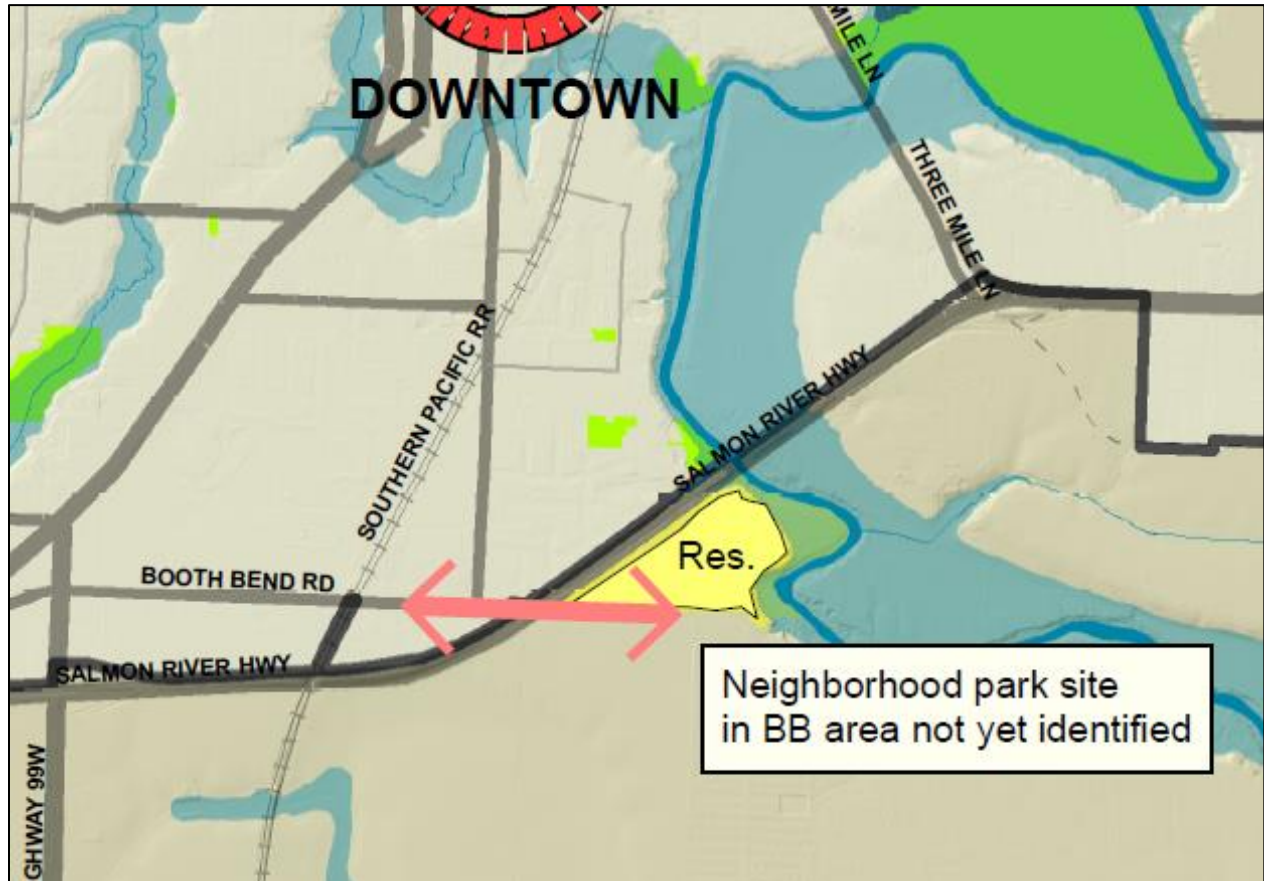 DOWNTOWN
MILE LN
THREE MILE LN
SOUTHERN PACIFIC RR
SALMON RIVER HWY
Res.
BOOTH BEND RD
SALMON RIVER HWY
Neighborhood park site
in BB area not yet identified
GHWAY 99W